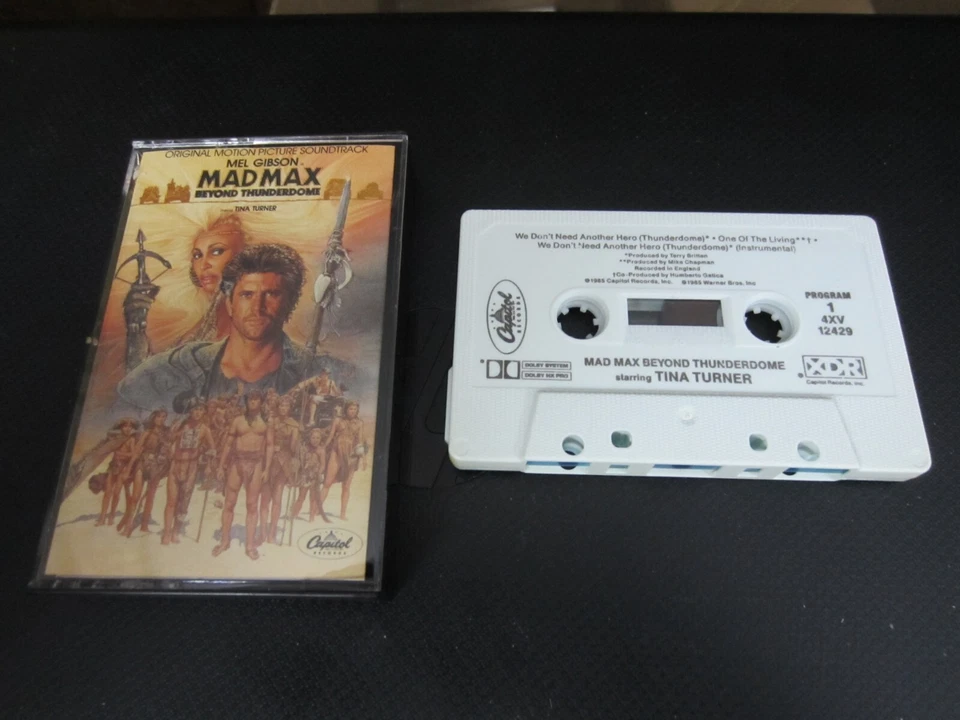 ORIGINAL MOTION PICTURE SOUNDTRACK
MEL GIBSON
MAD MAX
BEYOND THUNDERDOME
TINA TURNER
Capitol
RECORDS
We Don't Need Another Hero (Thunderdome)* • One Of The Living**† •
We Don't Need Another Hero (Thunderdome)* (Instrumental)
*Produced by Terry Britten
**Produced by Mike Chapman
Recorded in England
†Co-Produced by Humberto Gatica
℗1985 Capitol Records, Inc. ©1985 Warner Bros. Inc
Capitol
RECORDS
PROGRAM
1
4XV
12429
DOLBY SYSTEM
DOLBY HX PRO
MAD MAX BEYOND THUNDERDOME
starring TINA TURNER
XDR
Capitol Records, Inc.